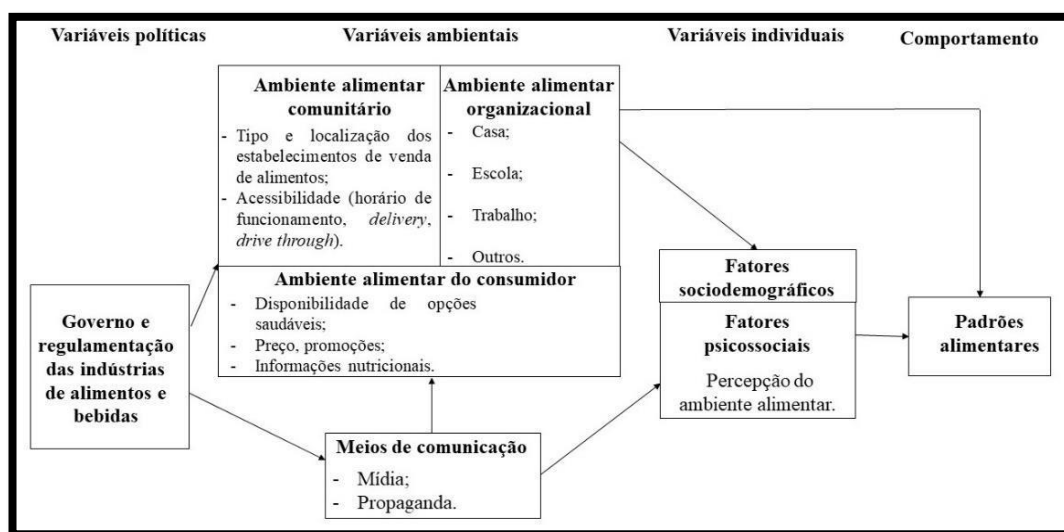 Variáveis políticas
Variáveis ambientais
Variáveis individuais
Comportamento
Ambiente alimentar
comunitário
- Tipo e localização dos
estabelecimentos de venda
de alimentos;
- Acessibilidade (horário de
funcionamento, delivery,
drive through).
Ambiente alimentar
organizacional
- Casa;
- Escola;
- Trabalho;
- Outros.
Ambiente alimentar do consumidor
- Disponibilidade de opções
saudáveis;
- Preço, promoções;
- Informações nutricionais.
Governo e
regulamentação
das indústrias
de alimentos e
bebidas
Meios de comunicação
- Mídia;
- Propaganda.
Fatores
sociodemográficos
Fatores
psicossociais
Percepção do
ambiente alimentar.
Padrões
alimentares